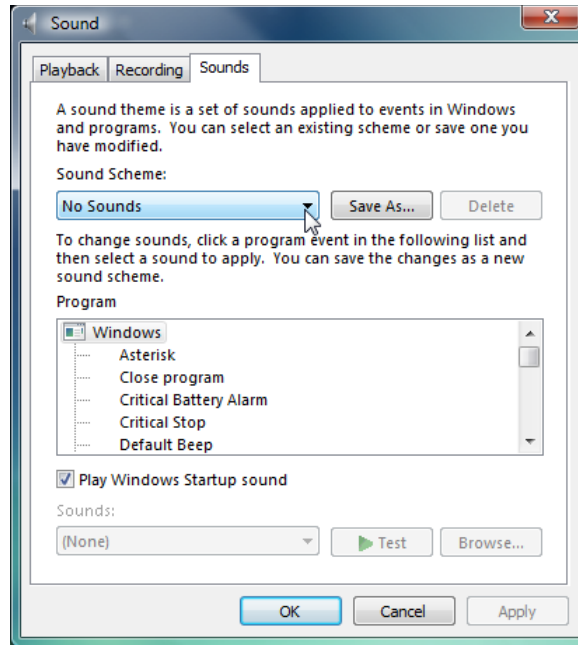 Sound
Playback Recording Sounds
A sound theme is a set of sounds applied to events in Windows
and programs. You can select an existing scheme or save one you
have modified.
Sound Scheme:
No Sounds Save As... Delete
To change sounds, click a program event in the following list and
then select a sound to apply. You can save the changes as a new
sound scheme.
Program
Windows
Asterisk
Close program
Critical Battery Alarm
Critical Stop
Default Beep
Play Windows Startup sound
Sounds:
(None) Test Browse...
OK Cancel Apply